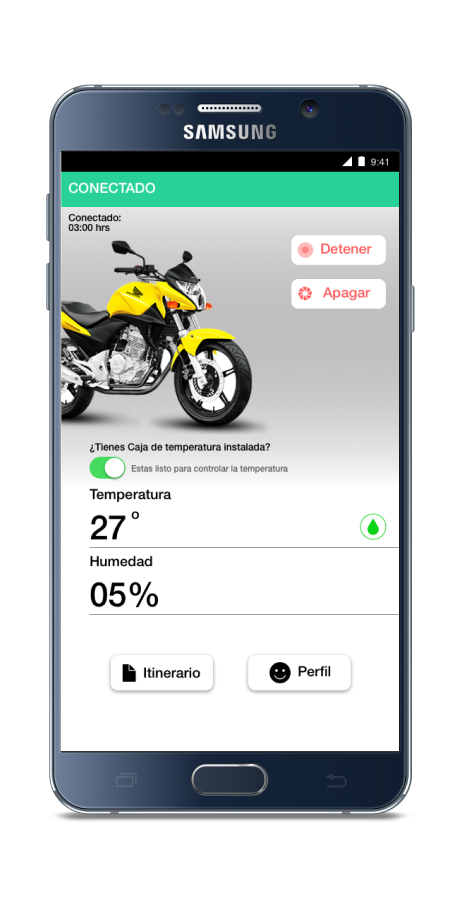 SAMSUNG
9:41
CONECTADO
Conectado:
03:00 hrs
Detener
Apagar
¿Tienes Caja de temperatura instalada?
Estas listo para controlar la temperatura
Temperatura
27°
Humedad
05%
Itinerario
Perfil